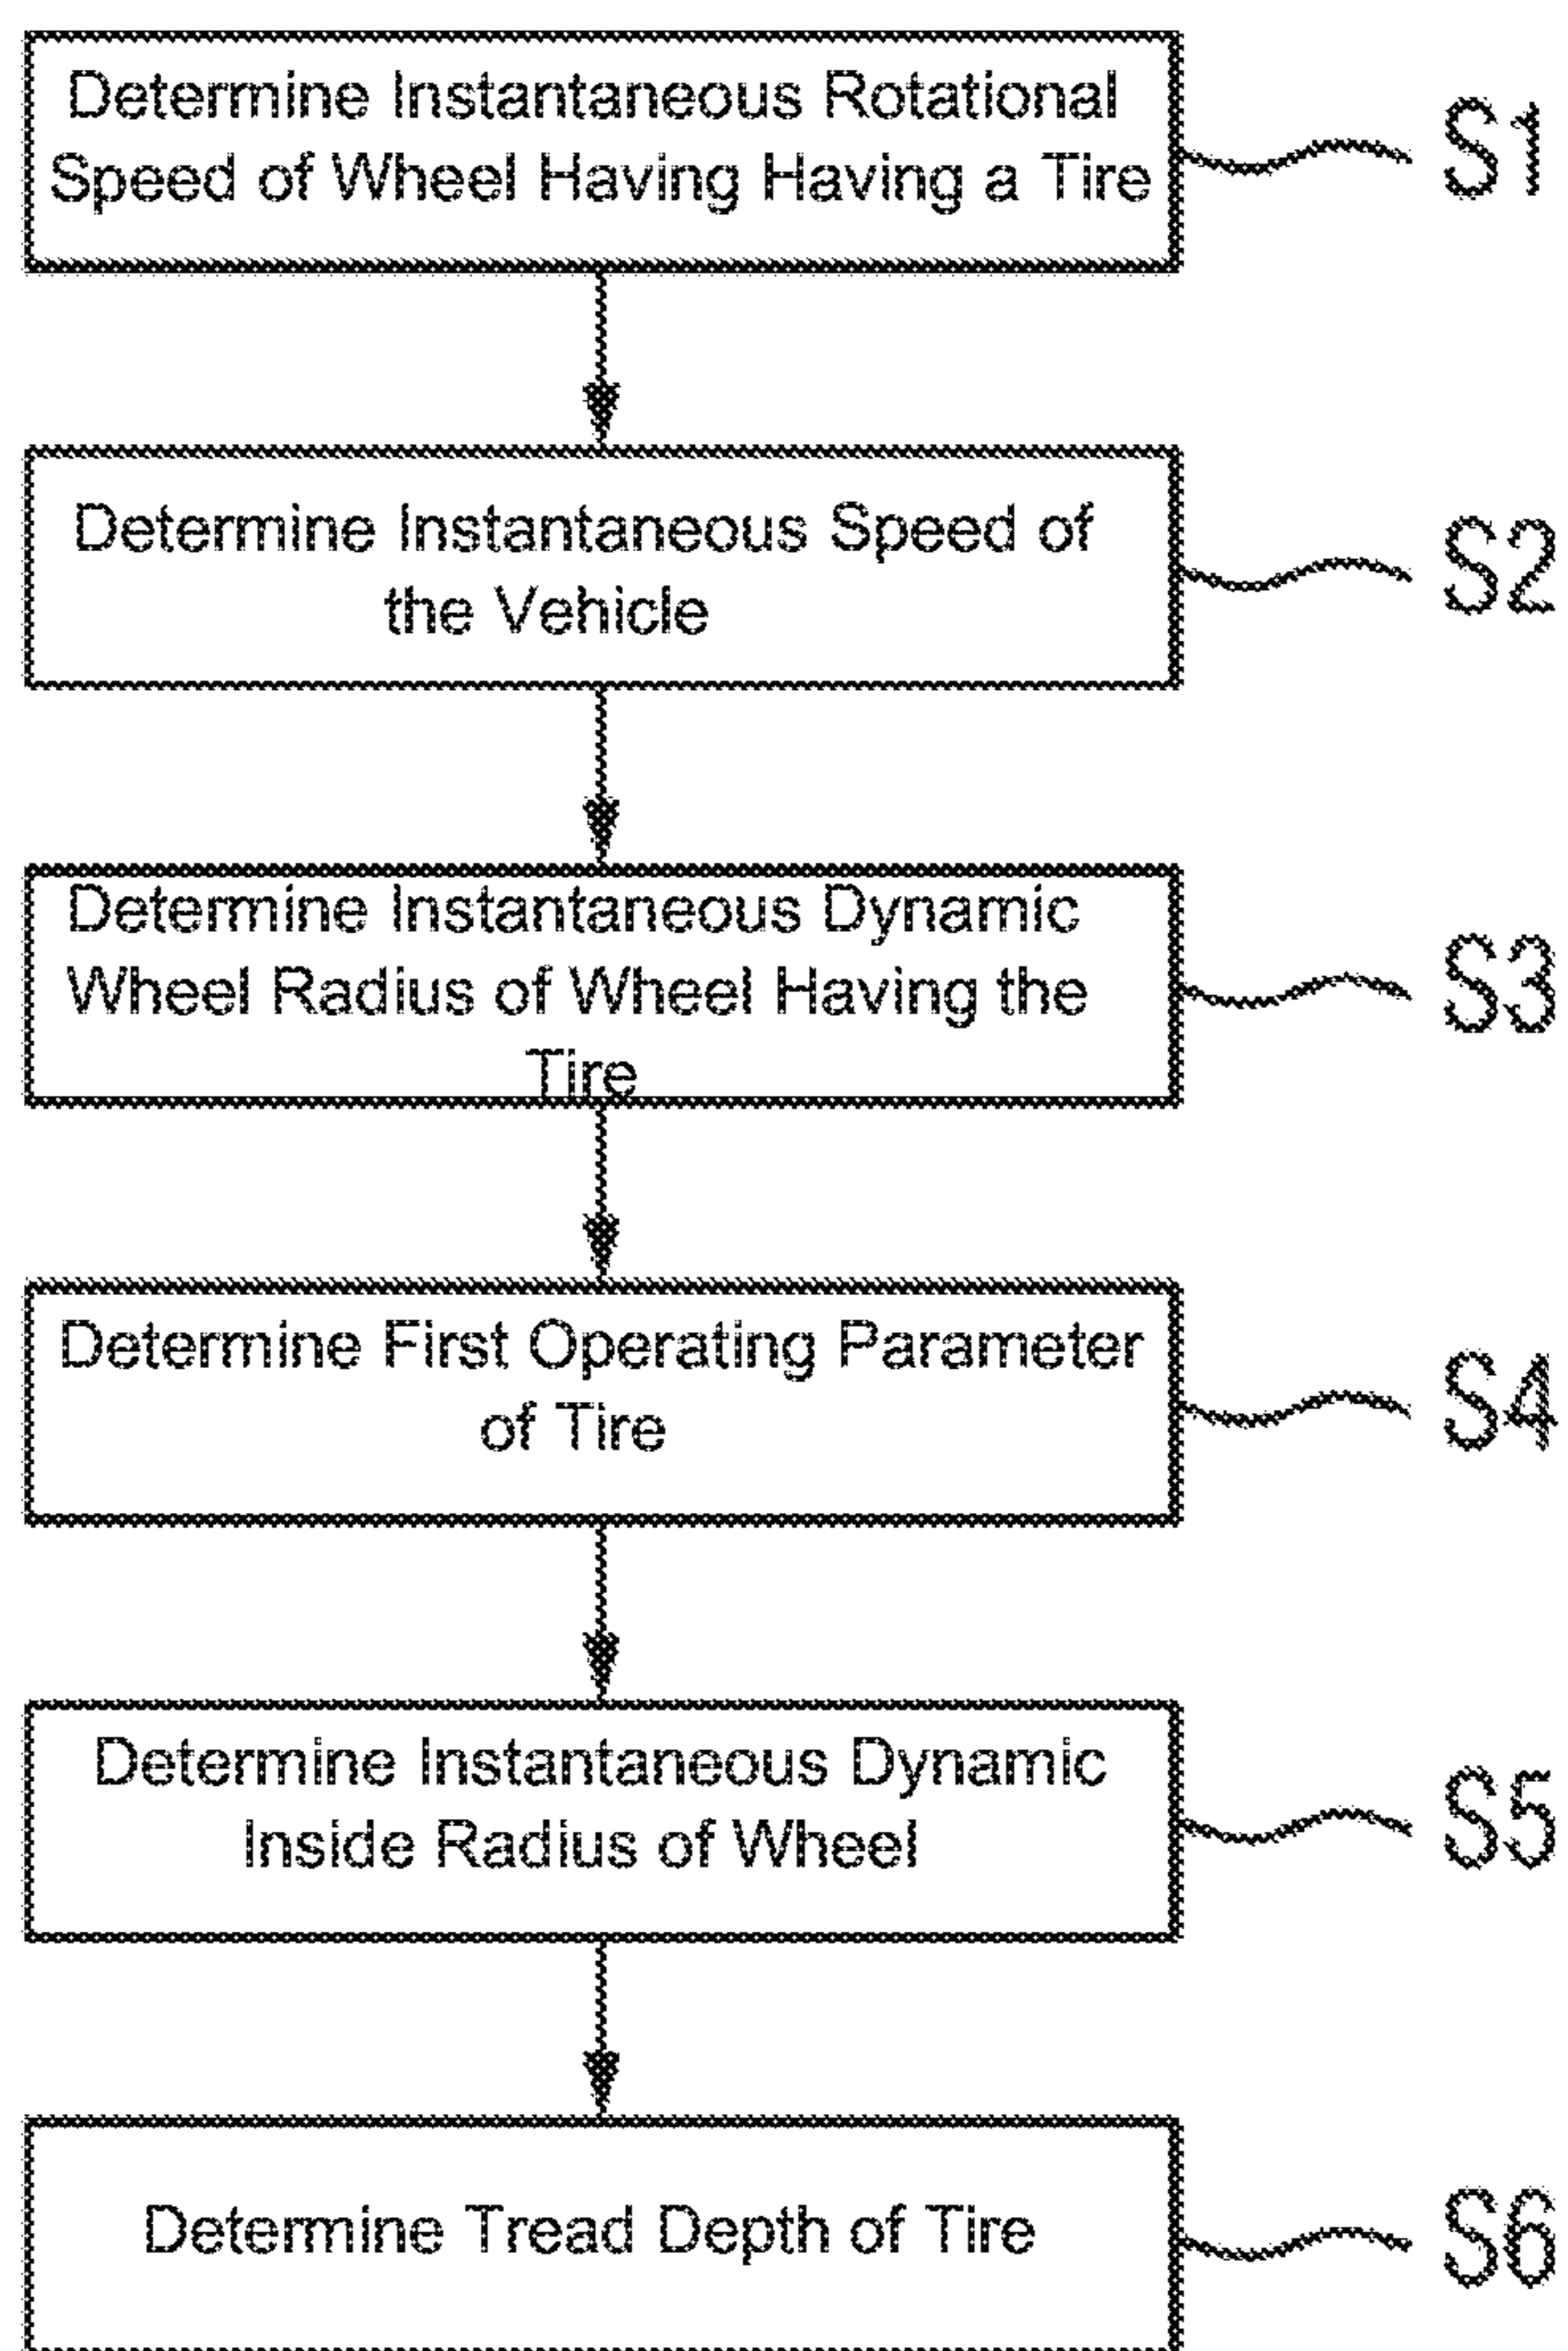 Determine Instantaneous Rotational
Speed of Wheel Having Having a Tire
S1
Determine Instantaneous Speed of
the Vehicle
S2
Determine Instantaneous Dynamic
Wheel Radius of Wheel Having the
Tire
S3
Determine First Operating Parameter
of Tire
S4
Determine Instantaneous Dynamic
Inside Radius of Wheel
S5
Determine Tread Depth of Tire
S6